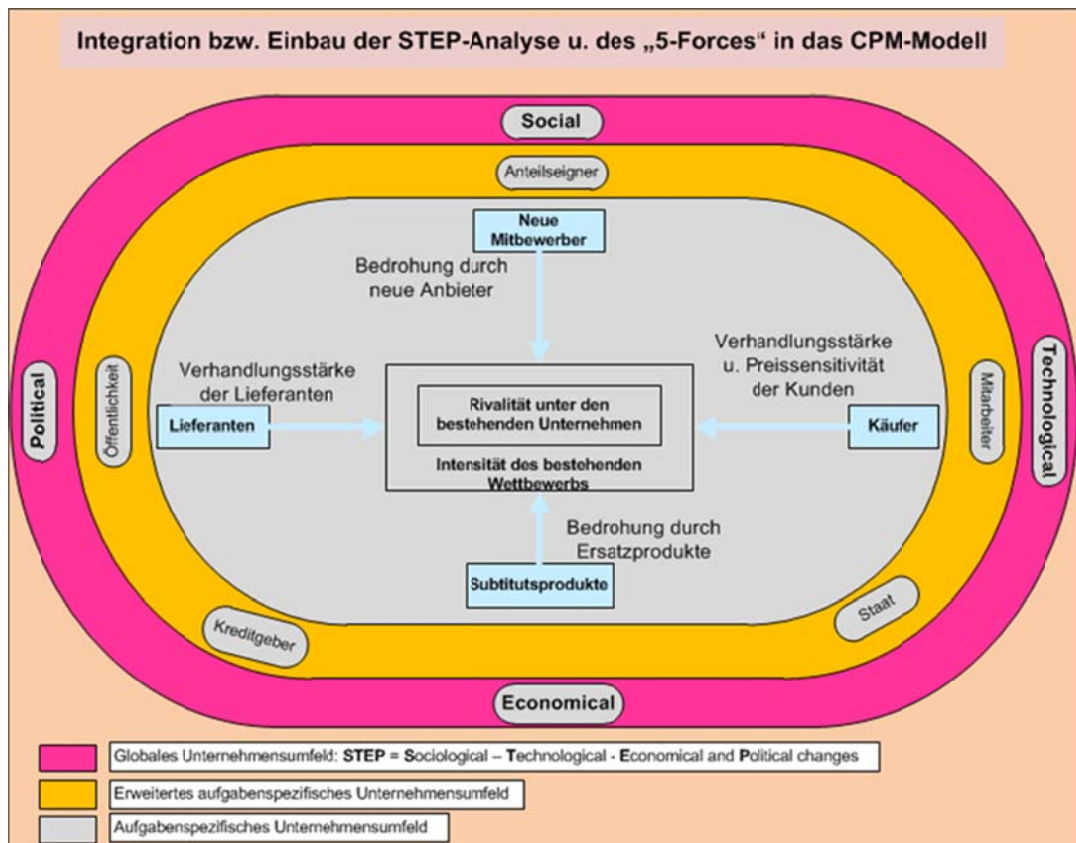 Integration bzw. Einbau der STEP-Analyse u. des „5-Forces“ in das CPM-Modell
Social
Anteilseigner
Neue
Mitbewerber
Bedrohung durch
neue Anbieter
Political
Öffentlichkeit
Verhandlungsstärke
der Lieferanten
Lieferanten
Rivalität unter den
bestehenden Unternehmen
Intensität des bestehenden
Wettbewerbs
Verhandlungsstärke
u. Preissensitivität
der Kunden
Käufer
Mitarbeiter
Technological
Bedrohung durch
Ersatzprodukte
Subtitutsprodukte
Kreditgeber
Staat
Economical
Globales Unternehmensumfeld: STEP = Sociological – Technological - Economical and Political changes
Erweitertes aufgabenspezifisches Unternehmensumfeld
Aufgabenspezifisches Unternehmensumfeld